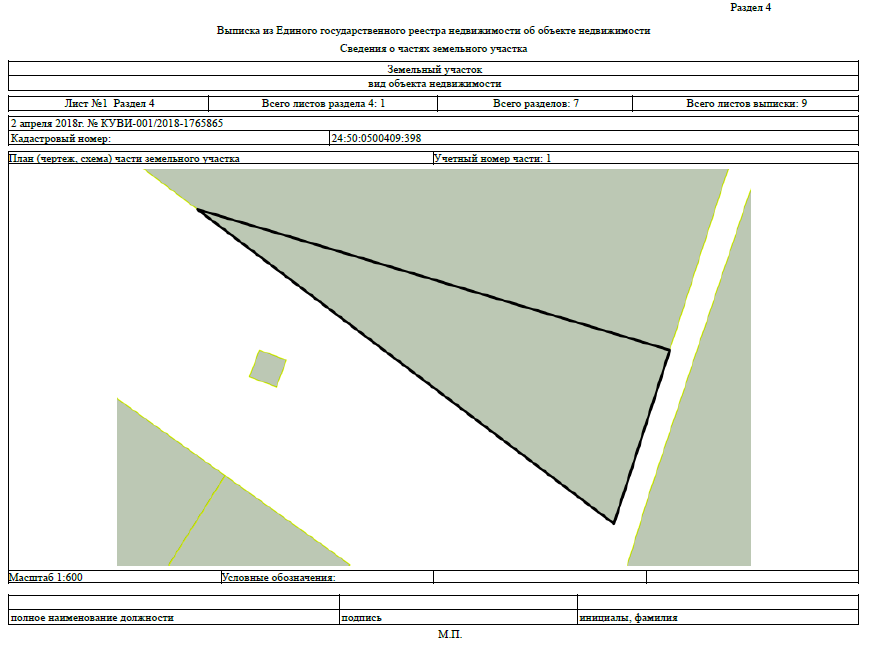 Раздел 4
Выписка из Единого государственного реестра недвижимости об объекте недвижимости
Сведения о частях земельного участка
Земельный участок
вид объекта недвижимости
Лист №1 Раздел 4 Всего листов раздела 4: 1 Всего разделов: 7 Всего листов выписки: 9
2 апреля 2018г. № КУВИ-001/2018-1765865
Кадастровый номер: 24:50:0500409:398
План (чертеж, схема) части земельного участка Учетный номер части: 1
Масштаб 1:600 Условные обозначения:
полное наименование должности подпись инициалы, фамилия
М.П.